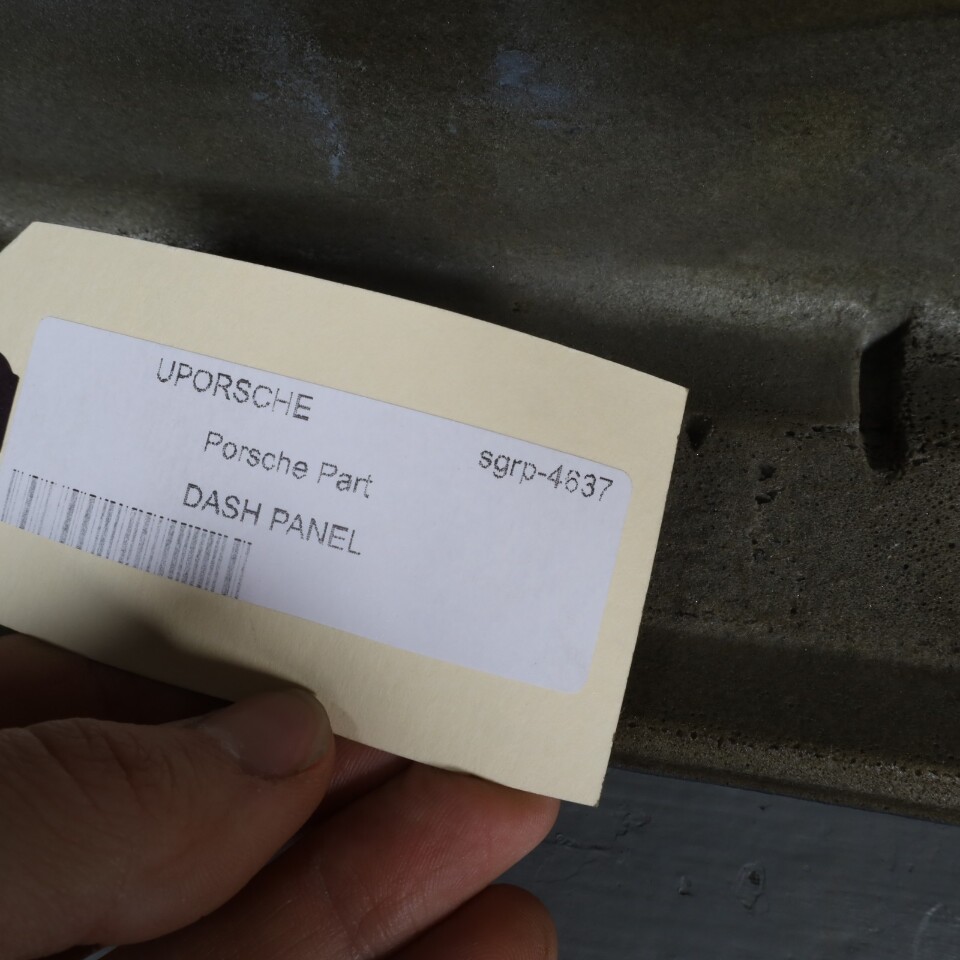 UPORSCHE
Porsche Part
sgrp-4637
DASH PANEL